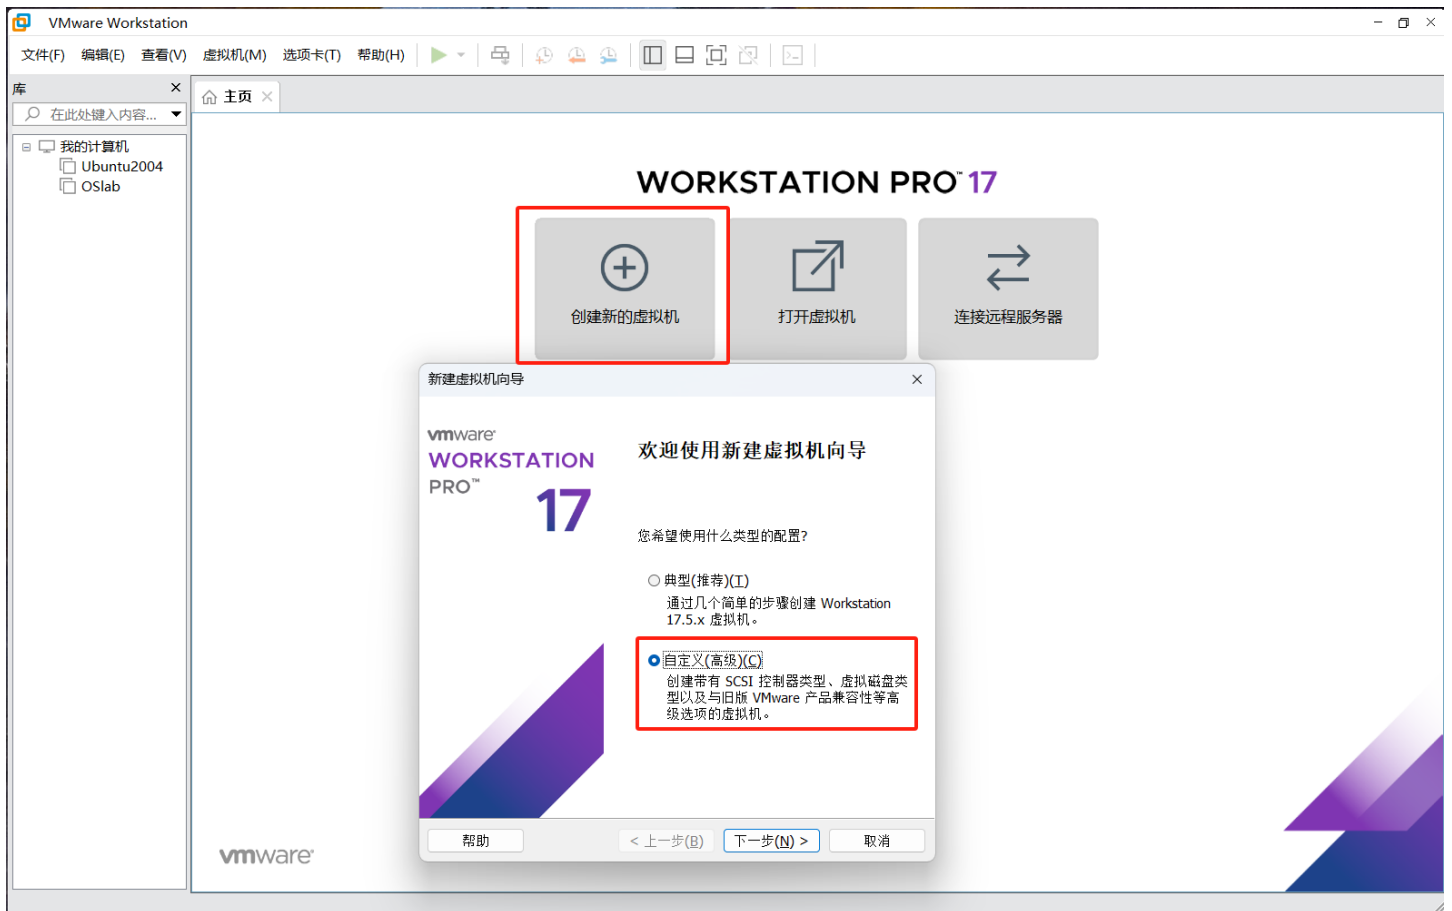 VMware Workstation
文件(F) 编辑(E) 查看(V) 虚拟机(M) 选项卡(T) 帮助(H)
库
在此处键入内容...
我的计算机
Ubuntu2004
OSlab
主页
WORKSTATION PRO™ 17
创建新的虚拟机
打开虚拟机
连接远程服务器
新建虚拟机向导
vmware
WORKSTATION
PRO™
17
欢迎使用新建虚拟机向导
您希望使用什么类型的配置?
典型(推荐)(T)
通过几个简单的步骤创建 Workstation
17.5.x 虚拟机。
自定义(高级)(C)
创建带有 SCSI 控制器类型、虚拟磁盘类
型以及与旧版 VMware 产品兼容性等高
级选项的虚拟机。
帮助
< 上一步(B)
下一步(N) >
取消
vmware